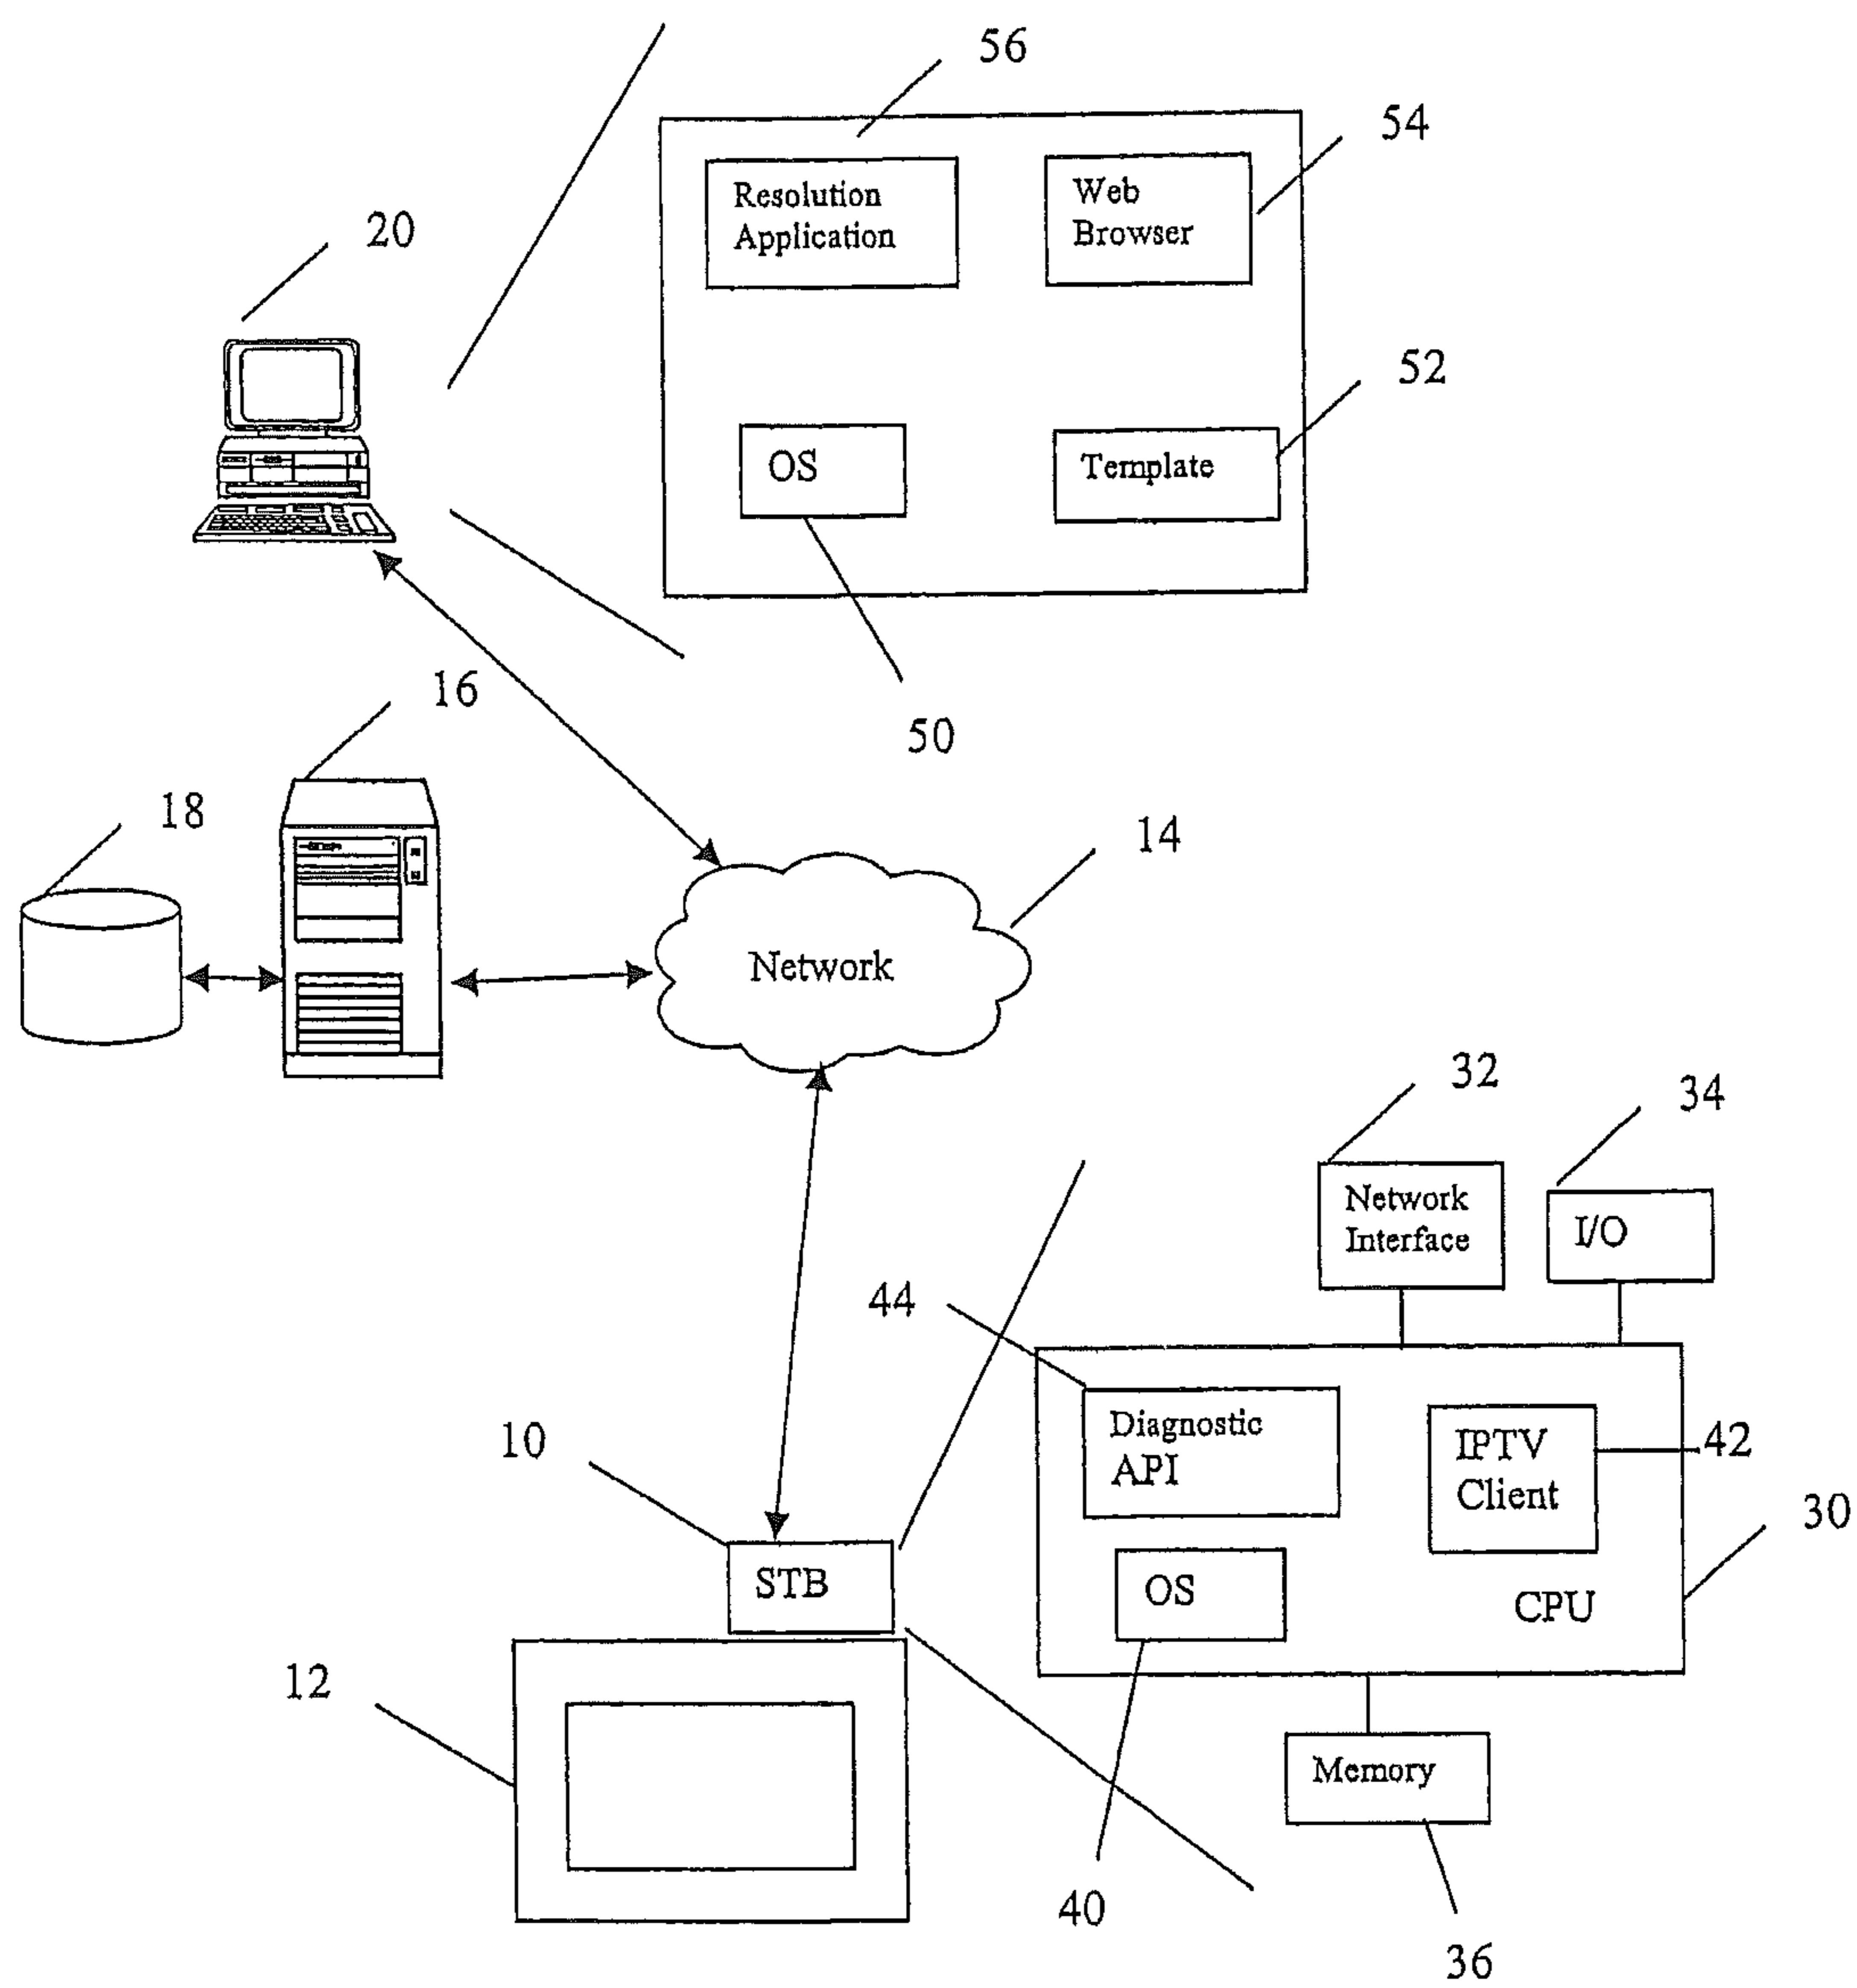 56
54
Resolution
Application
Web
Browser
20
52
OS
Template
16
50
18
14
Network
32
34
Network
Interface
I/O
44
10
Diagnostic
API
IPTV
Client
42
30
STB
OS
CPU
12
Memory
40
36